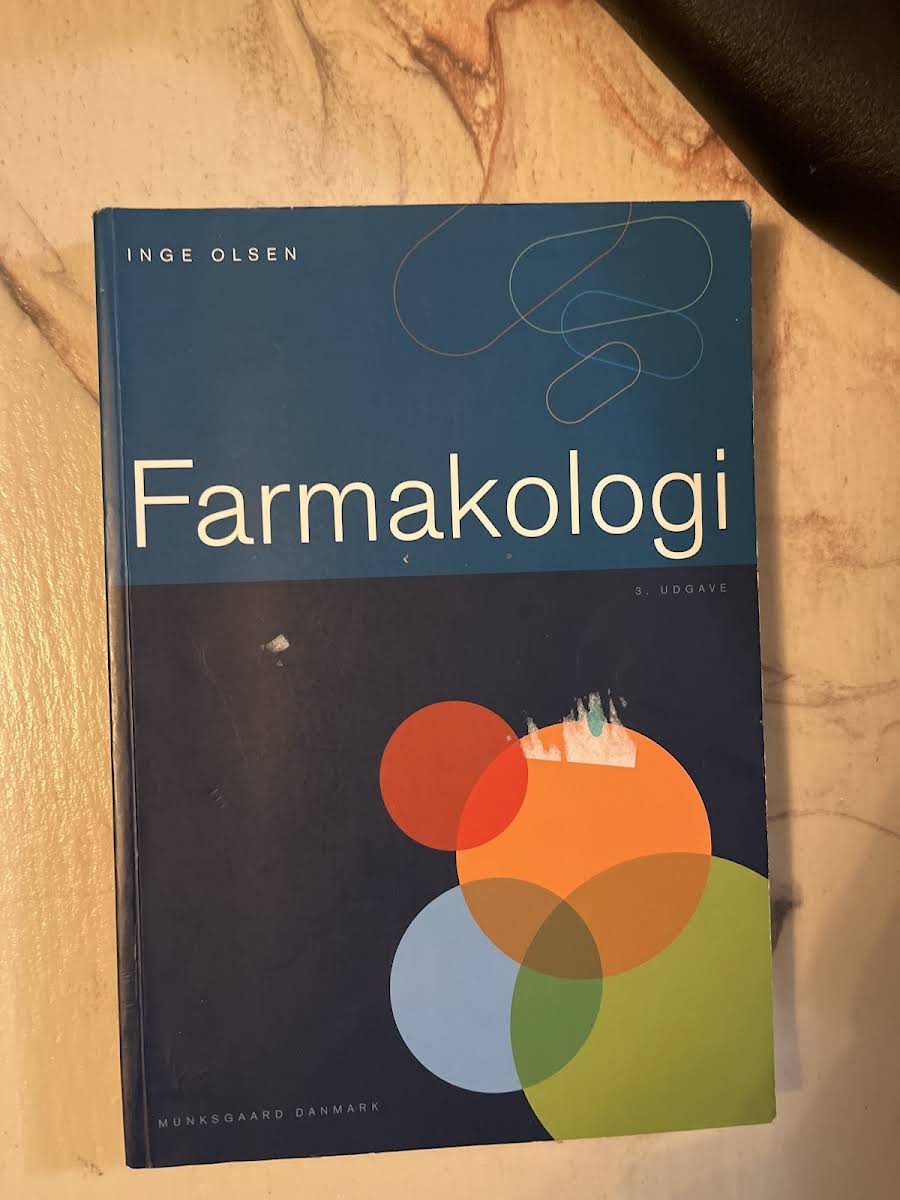 INGE OLSEN
Farmakologi
3. UDGAVE
MUNKSGAARD DANMARK